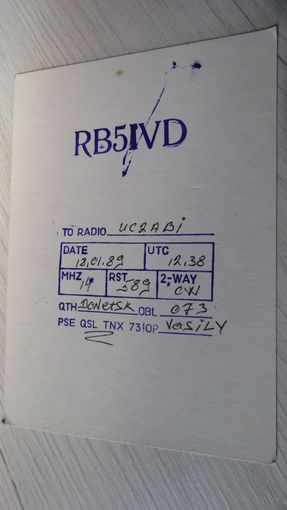 RB5IVD
TO RADIO UC2ABI
DATE UTC
12,01.89 12.38
MHZ RST 2-WAY
14 589 CW
QTH Donetsk OBL 073
PSE QSL TNX 73! OP VASILY